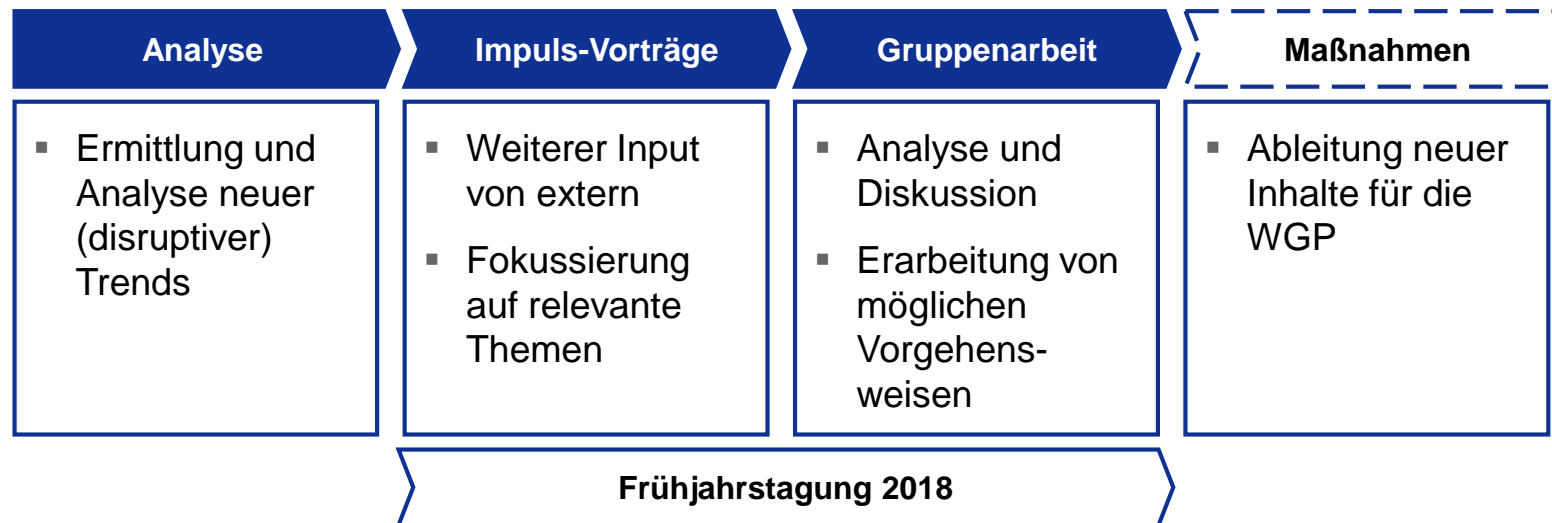 Analyse
Impuls-Vorträge
Gruppenarbeit
Maßnahmen
▪ Ermittlung und
Analyse neuer
(disruptiver)
Trends
▪ Weiterer Input
von extern
▪ Fokussierung
auf relevante
Themen
▪ Analyse und
Diskussion
▪ Erarbeitung von
möglichen
Vorgehens-
weisen
▪ Ableitung neuer
Inhalte für die
WGP
Frühjahrstagung 2018